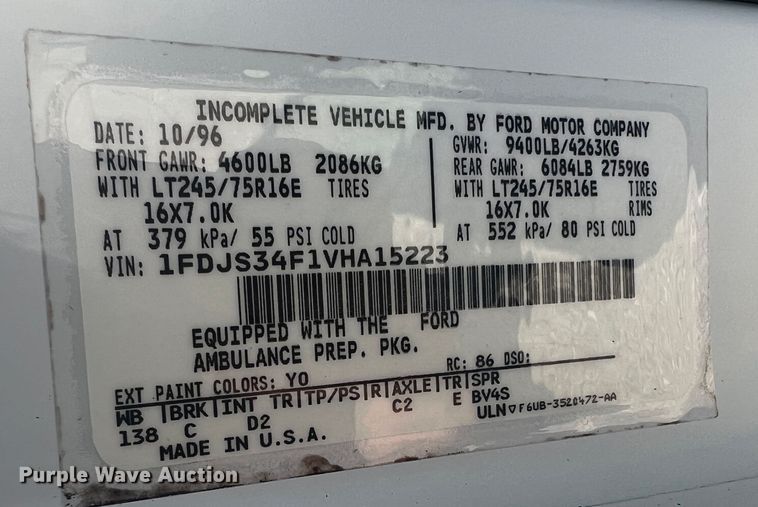 INCOMPLETE VEHICLE MFD. BY FORD MOTOR COMPANY
DATE: 10/96 GVWR: 9400LB/4263KG
FRONT GAWR: 4600LB 2086KG REAR GAWR: 6084LB 2759KG
WITH LT245/75R16E TIRES WITH LT245/75R16E TIRES
16X7.0K 16X7.0K RIMS
AT 379 kPa/ 55 PSI COLD AT 552 kPa/ 80 PSI COLD
VIN: 1FDJS34F1VHA15223
EQUIPPED WITH THE FORD
AMBULANCE PREP. PKG.
RC: 86 DSO:
EXT PAINT COLORS: YO
WB BRK INT TR TP/PS R AXLE TR SPR
138 C D2 C2 E BV4S
MADE IN U.S.A. ULN F6UB-3520472-AA
Purple Wave Auction